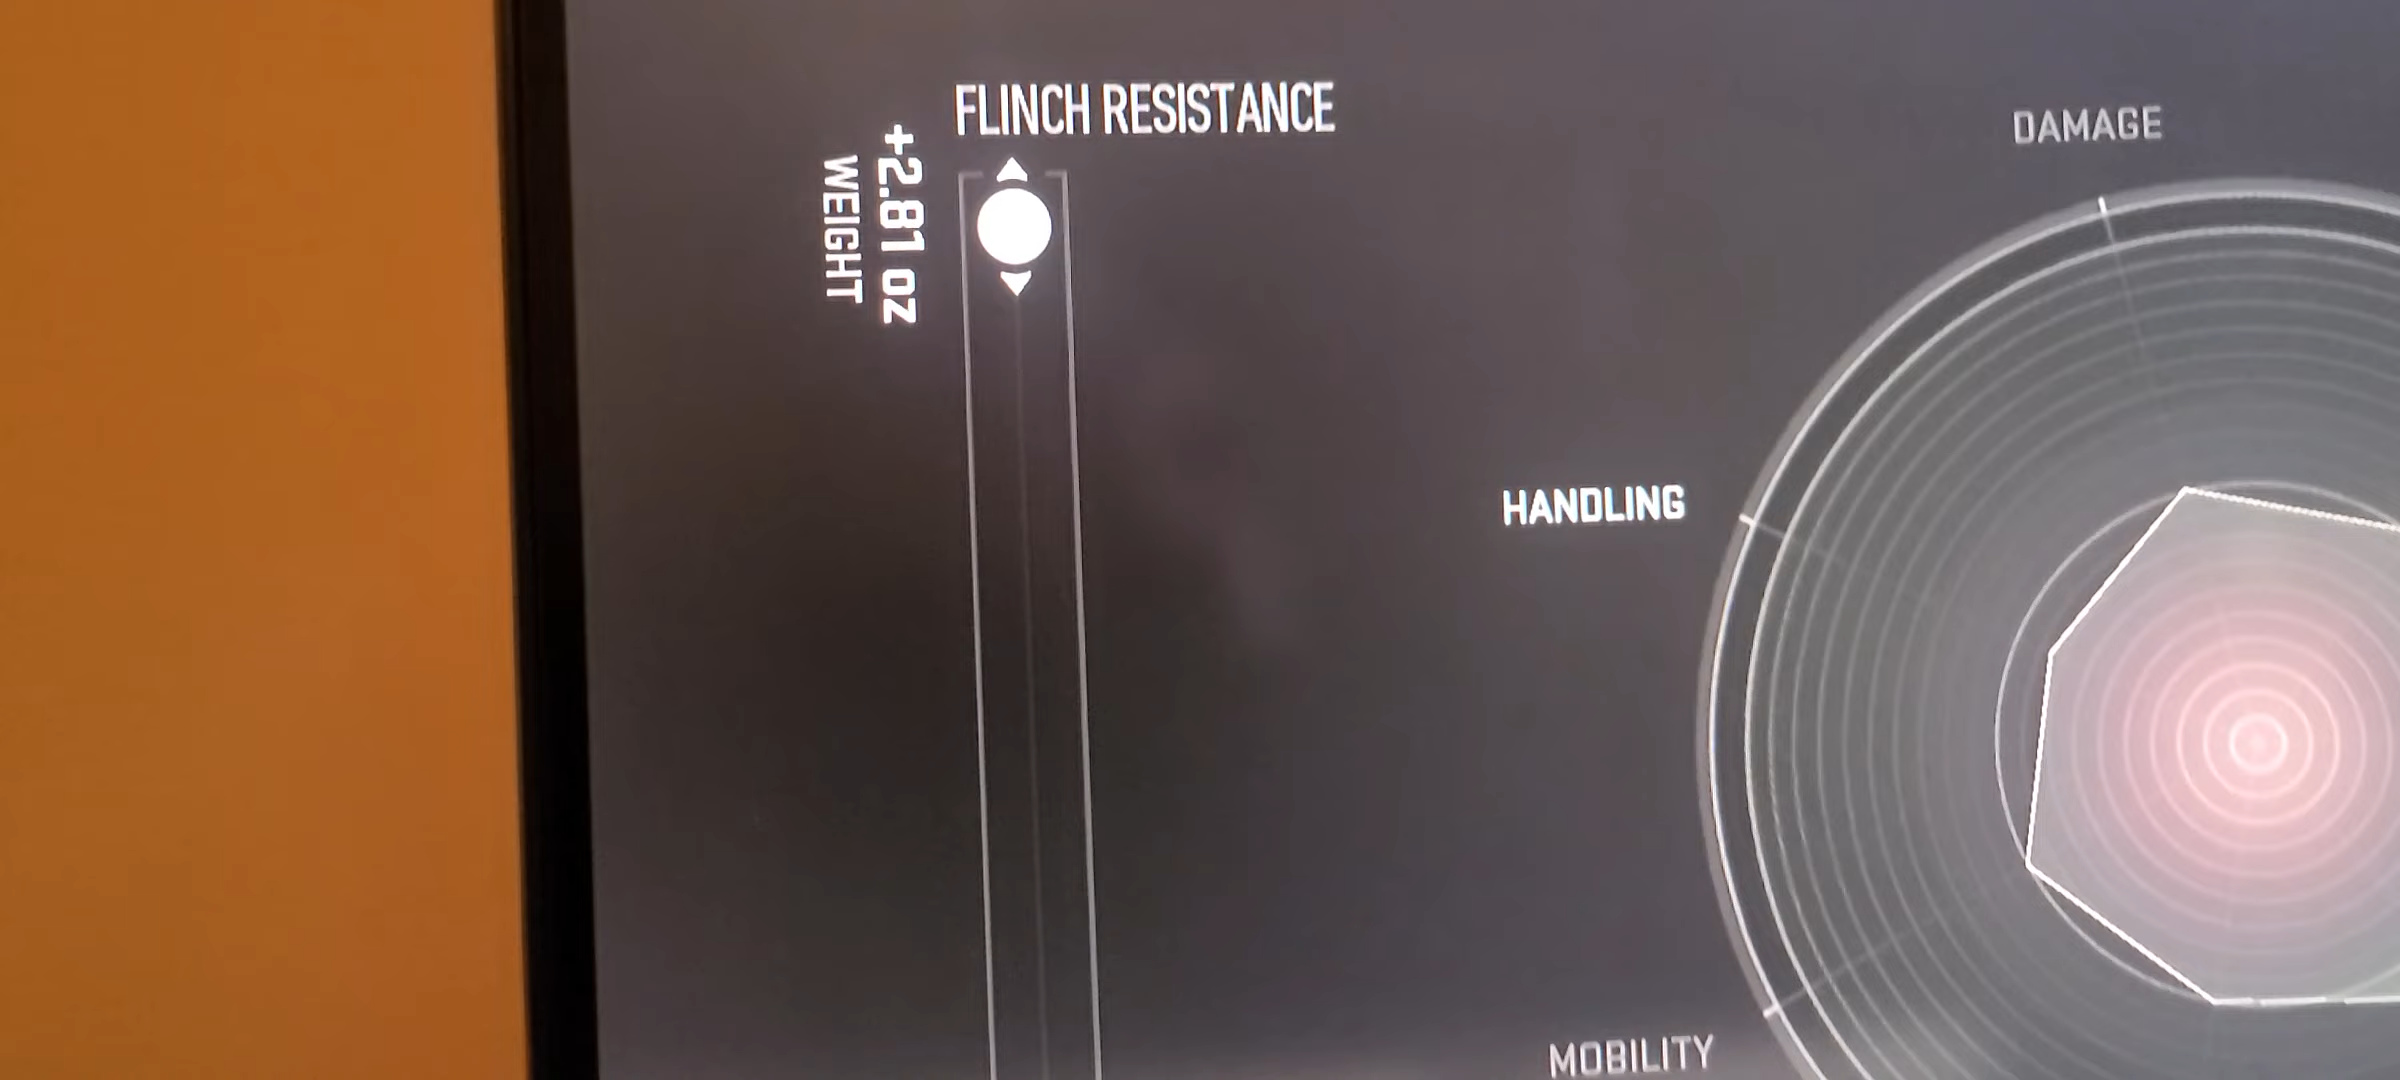 FLINCH RESISTANCE
+2.81 oz
WEIGHT
DAMAGE
HANDLING
MOBILITY